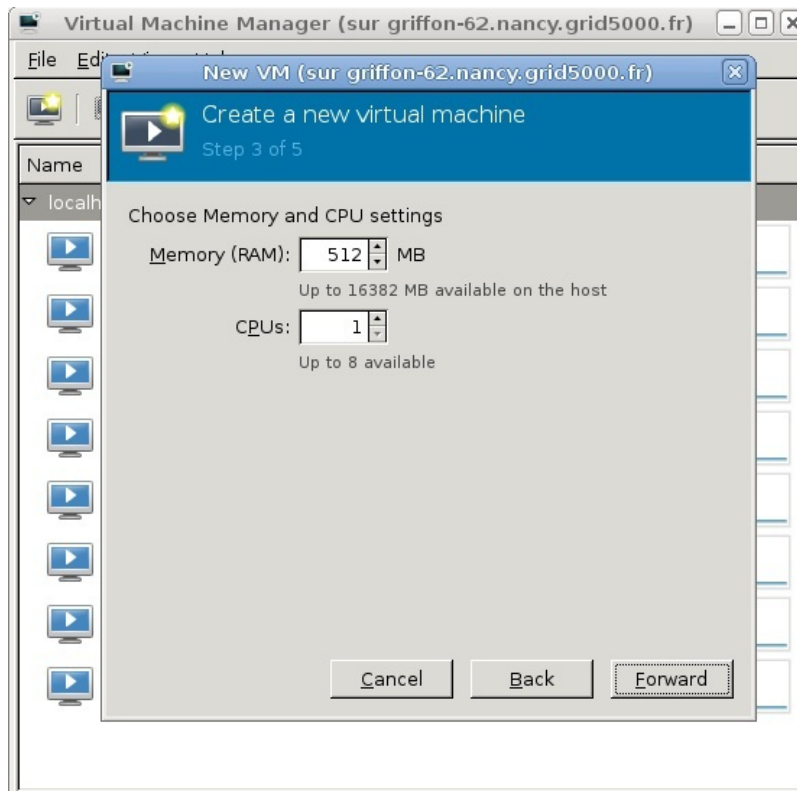 Virtual Machine Manager (sur griffon-62.nancy.grid5000.fr)
File
New VM (sur griffon-62.nancy.grid5000.fr)
Create a new virtual machine
Step 3 of 5
Name
Choose Memory and CPU settings
Memory (RAM): 512 MB
Up to 16382 MB available on the host
CPUs: 1
Up to 8 available
Cancel Back Forward